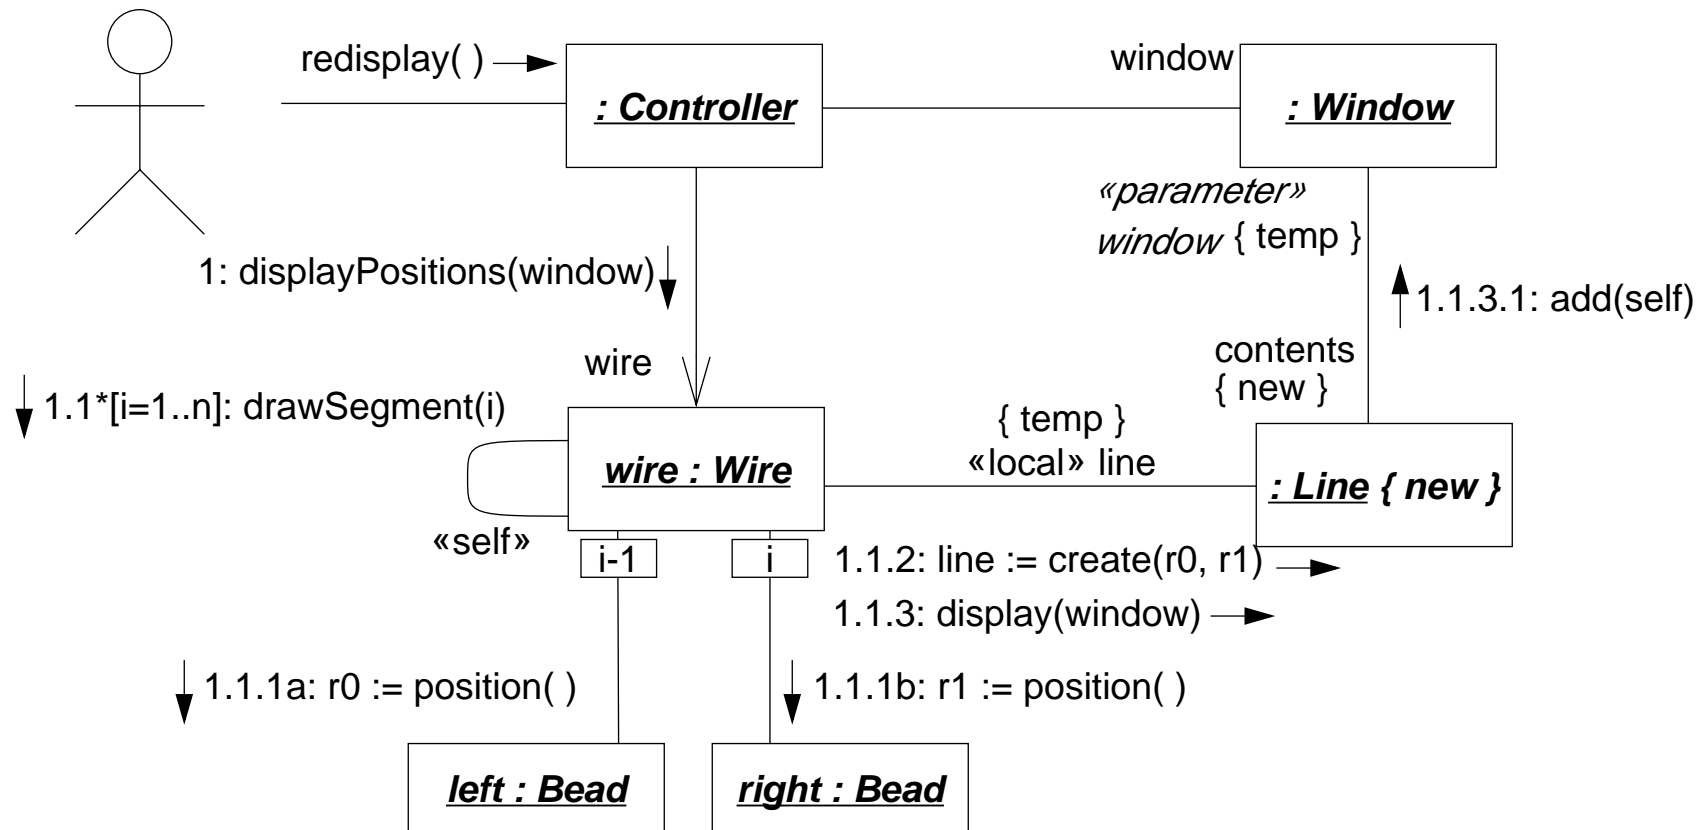 redisplay( )
window
: Controller
: Window
«parameter»
window { temp }
1: displayPositions(window)
1.1.3.1: add(self)
wire
contents
{ new }
1.1*[i=1..n]: drawSegment(i)
{ temp }
«local» line
wire : Wire
: Line { new }
«self»
i-1
i
1.1.2: line := create(r0, r1)
1.1.3: display(window)
1.1.1a: r0 := position( )
1.1.1b: r1 := position( )
left : Bead
right : Bead